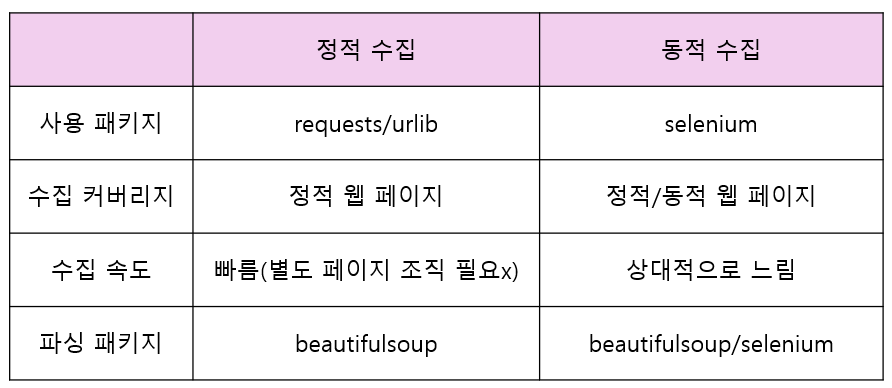 정적 수집 동적 수집
사용 패키지 requests/urlib selenium
수집 커버리지 정적 웹 페이지 정적/동적 웹 페이지
수집 속도 빠름(별도 페이지 조직 필요x) 상대적으로 느림
파싱 패키지 beautifulsoup beautifulsoup/selenium